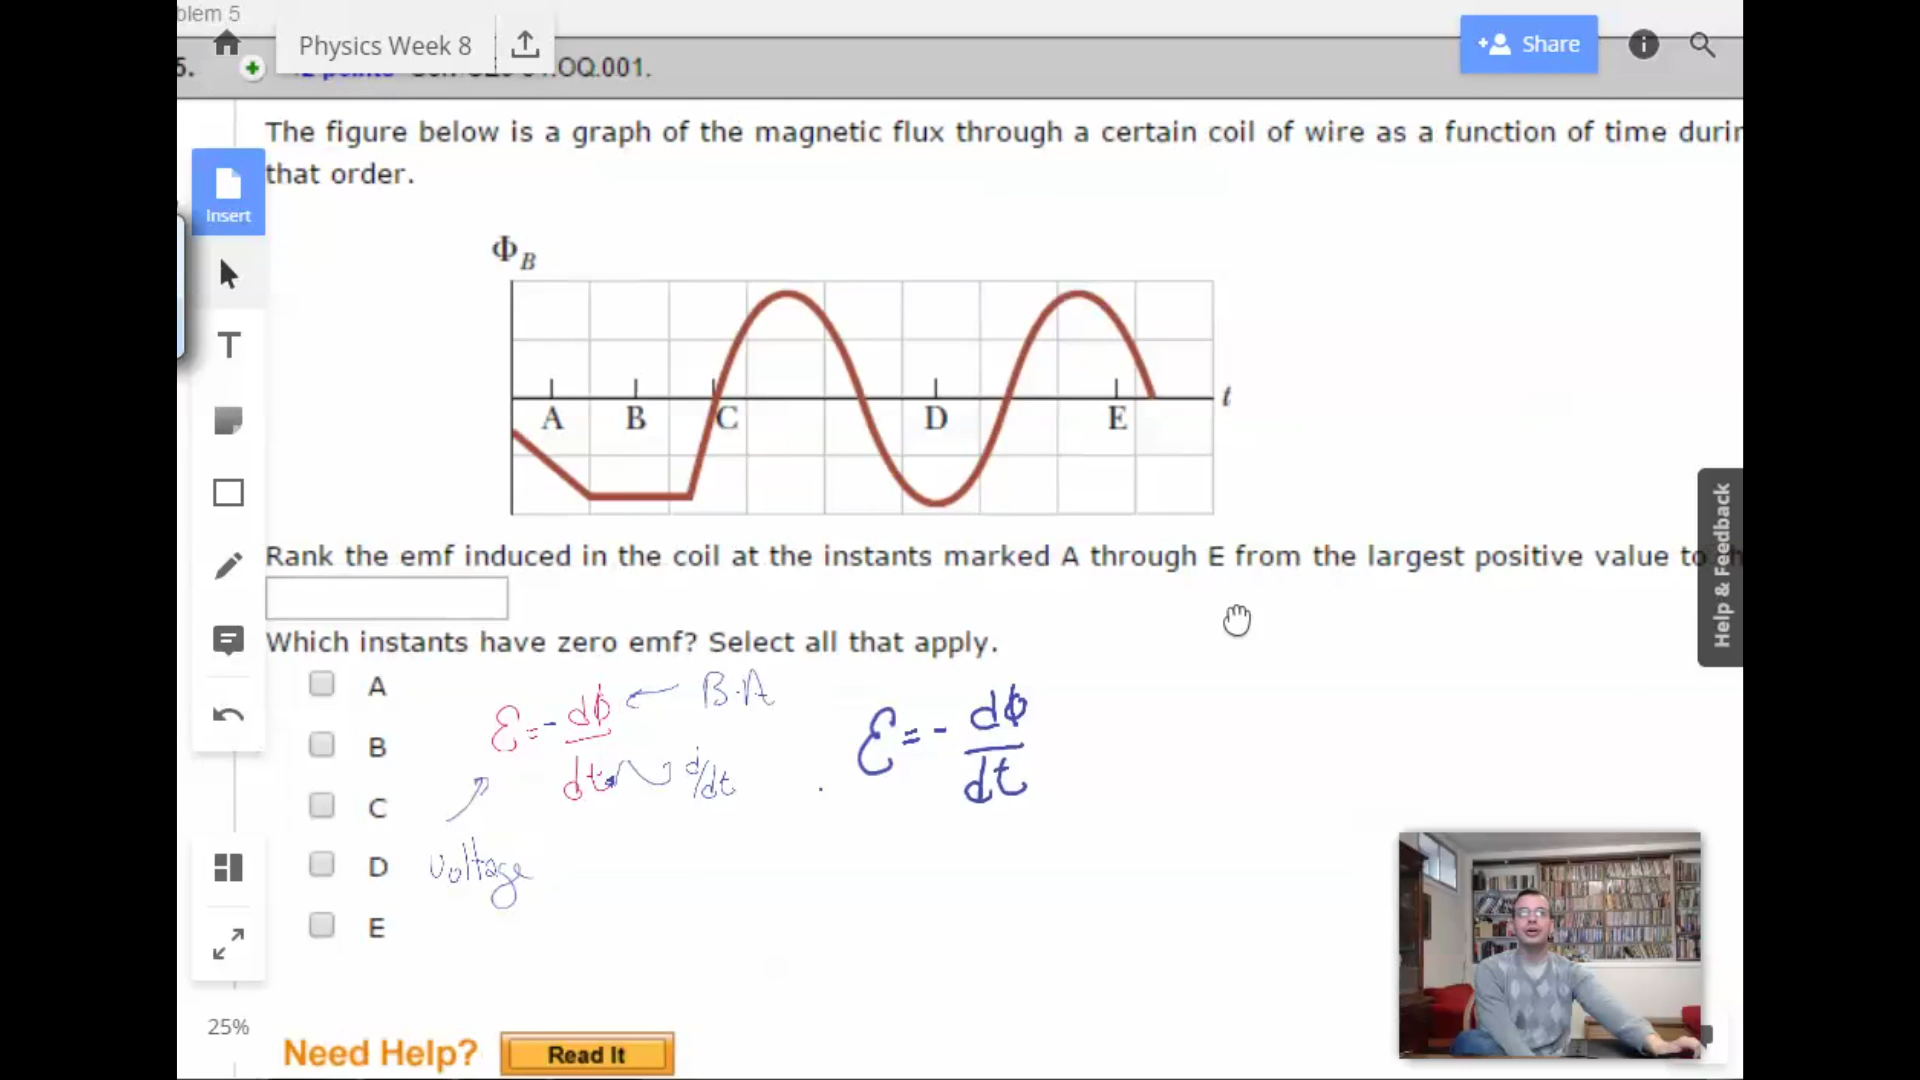 blem 5
Physics Week 8
Share
5.
.OQ.001.
The figure below is a graph of the magnetic flux through a certain coil of wire as a function of time durin
that order.
Insert
Φ B
A B C D E t
Rank the emf induced in the coil at the instants marked A through E from the largest positive value to
Which instants have zero emf? Select all that apply.
A
B
C
D
E
ℰ = - dϕ/dt
B·A
d/dt
ℰ = - dϕ/dt
voltage
T
Help & Feedback
25%
Need Help?
Read It